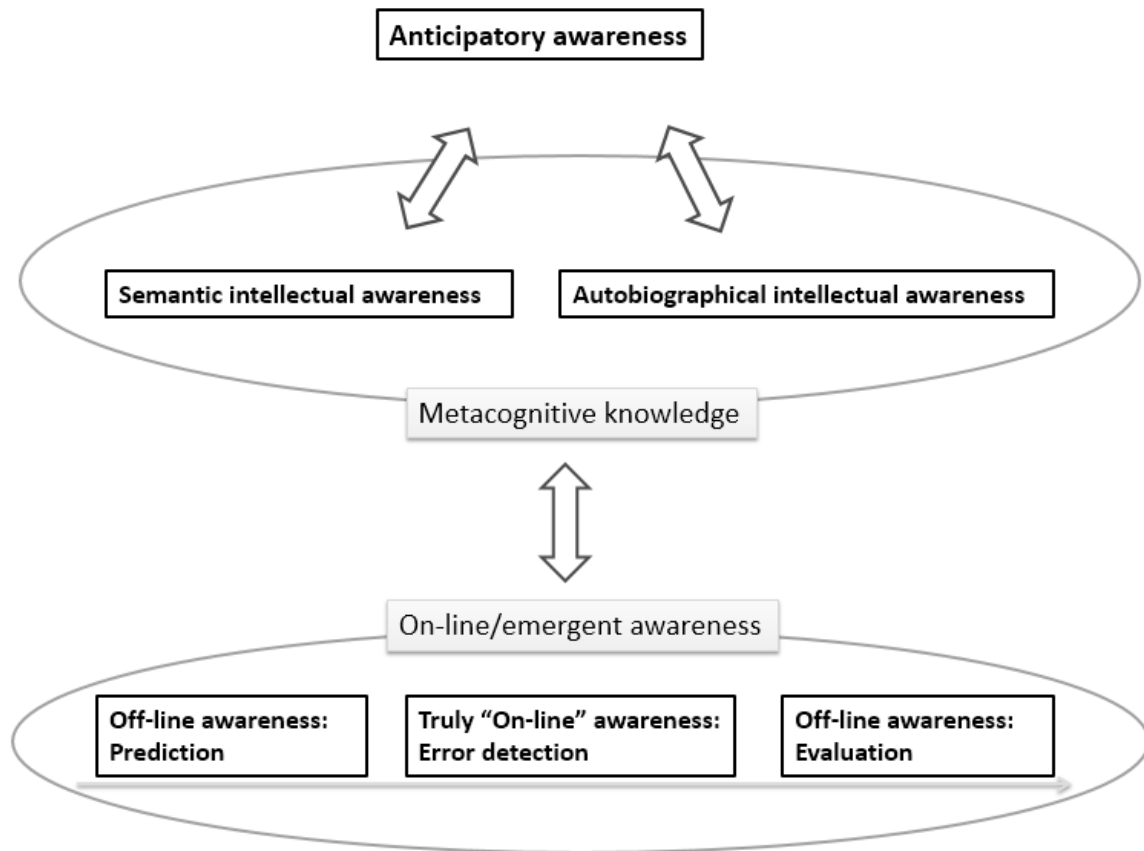 Anticipatory awareness
Semantic intellectual awareness
Autobiographical intellectual awareness
Metacognitive knowledge
On-line/emergent awareness
Off-line awareness:
Prediction
Truly “On-line” awareness:
Error detection
Off-line awareness:
Evaluation